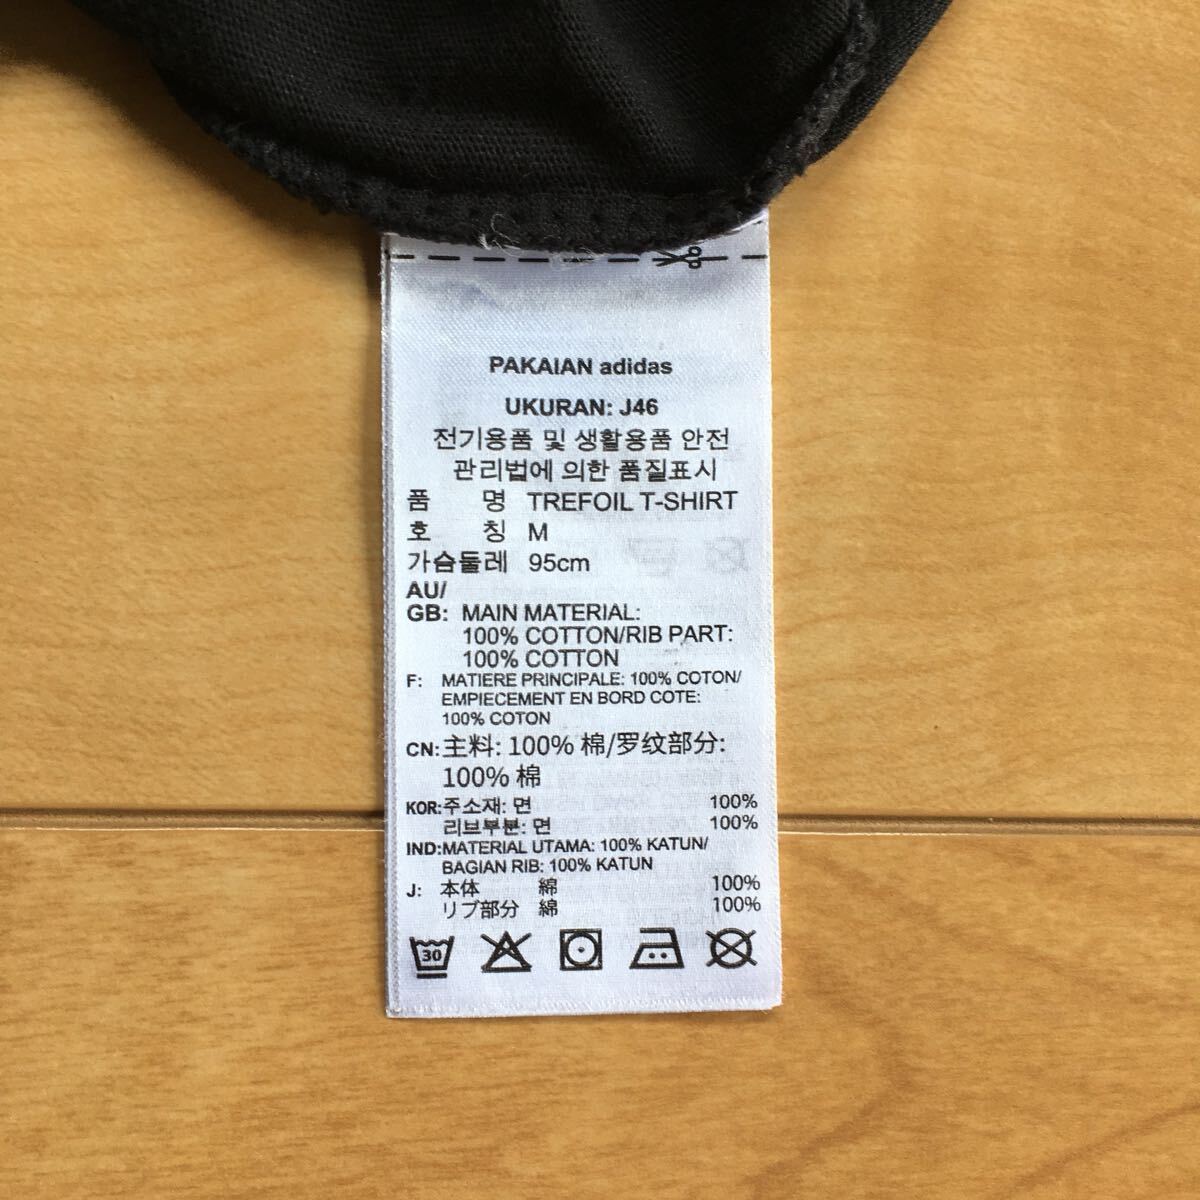 PAKAIAN adidas
UKURAN: J46
전기용품 및 생활용품 안전
관리법에 의한 품질표시
품 명 TREFOIL T-SHIRT
호 칭 M
가슴둘레 95cm
AU/
GB: MAIN MATERIAL:
100% COTTON/RIB PART:
100% COTTON
F: MATIERE PRINCIPALE: 100% COTON/
EMPIECEMENT EN BORD COTE:
100% COTON
CN: 主料: 100% 棉/罗纹部分:
100% 棉
KOR: 주소재: 면 100%
리브부분: 면 100%
IND: MATERIAL UTAMA: 100% KATUN/
BAGIAN RIB: 100% KATUN
J: 本体 綿 100%
リブ部分 綿 100%
30